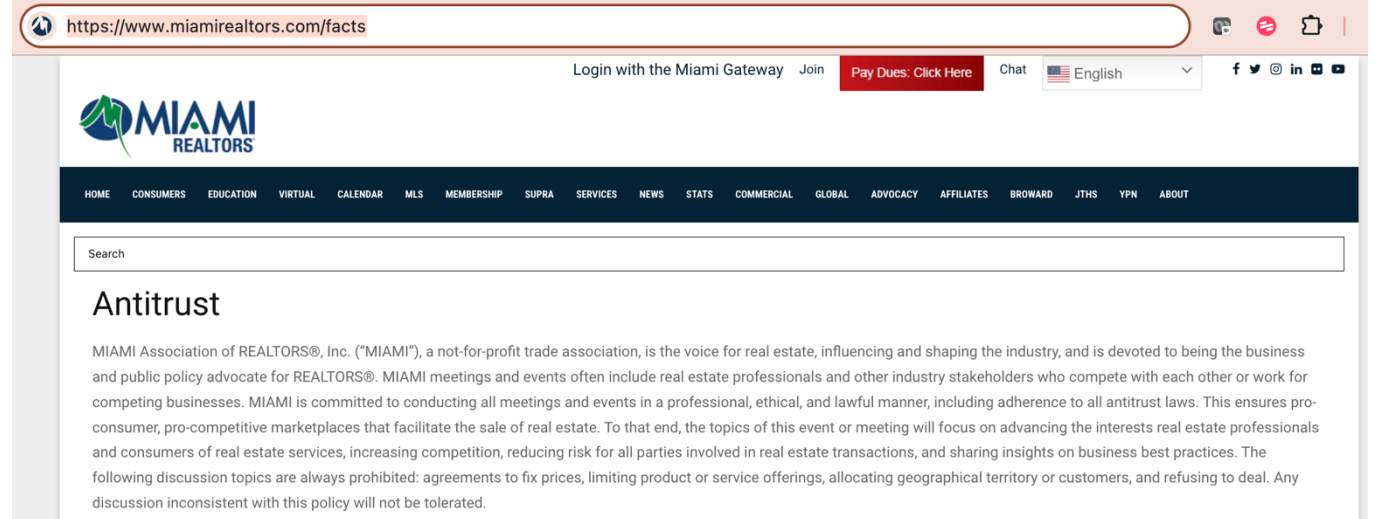 https://www.miamirealtors.com/facts
Login with the Miami Gateway Join Pay Dues: Click Here Chat English
MIAMI
REALTORS
HOME CONSUMERS EDUCATION VIRTUAL CALENDAR MLS MEMBERSHIP SUPRA SERVICES NEWS STATS COMMERCIAL GLOBAL ADVOCACY AFFILIATES BROWARD JTHS YPN ABOUT
Search
Antitrust
MIAMI Association of REALTORS®, Inc. (“MIAMI”), a not-for-profit trade association, is the voice for real estate, influencing and shaping the industry, and is devoted to being the business
and public policy advocate for REALTORS®. MIAMI meetings and events often include real estate professionals and other industry stakeholders who compete with each other or work for
competing businesses. MIAMI is committed to conducting all meetings and events in a professional, ethical, and lawful manner, including adherence to all antitrust laws. This ensures pro-
consumer, pro-competitive marketplaces that facilitate the sale of real estate. To that end, the topics of this event or meeting will focus on advancing the interests real estate professionals
and consumers of real estate services, increasing competition, reducing risk for all parties involved in real estate transactions, and sharing insights on business best practices. The
following discussion topics are always prohibited: agreements to fix prices, limiting product or service offerings, allocating geographical territory or customers, and refusing to deal. Any
discussion inconsistent with this policy will not be tolerated.